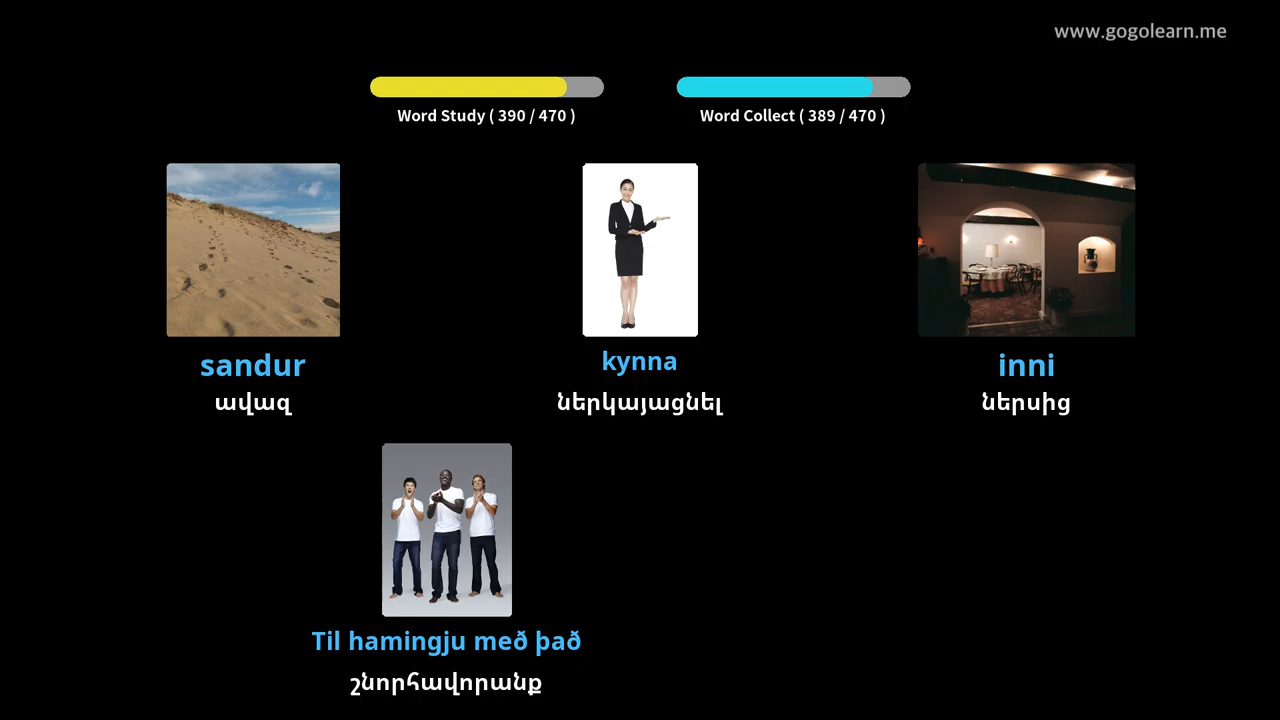 www.gogolearn.me
Word Study ( 390 / 470 )
Word Collect ( 389 / 470 )
sandur
ավազ
kynna
ներկայացնել
inni
ներսից
Til hamingju með það
շնորհավորանք